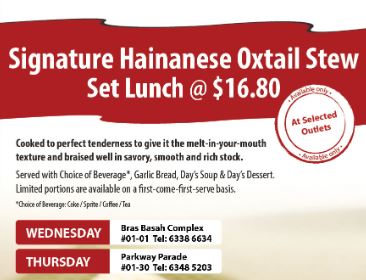 Signature Hainanese Oxtail Stew
Set Lunch @ $16.80
• Available only •
At Selected
Outlets
• Available only •
Cooked to perfect tenderness to give it the melt-in-your-mouth
texture and braised well in savory, smooth and rich stock.
Served with Choice of Beverage*, Garlic Bread, Day's Soup & Day's Dessert.
Limited portions are available on a first-come-first-serve basis.
*Choice of Beverage: Coke / Sprite / Coffee / Tea
WEDNESDAY
Bras Basah Complex
#01-01 Tel: 6338 6634
THURSDAY
Parkway Parade
#01-30 Tel: 6348 5203